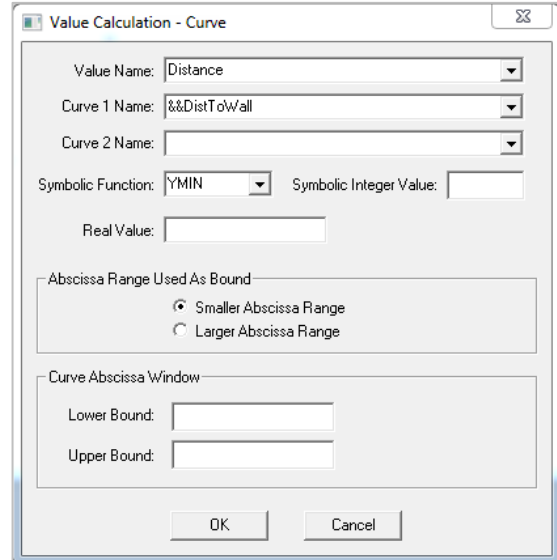 Value Calculation - Curve
Value Name: Distance
Curve 1 Name: &&DistToWall
Curve 2 Name:
Symbolic Function: YMIN Symbolic Integer Value:
Real Value:
Abscissa Range Used As Bound
Smaller Abscissa Range
Larger Abscissa Range
Curve Abscissa Window
Lower Bound:
Upper Bound:
OK Cancel